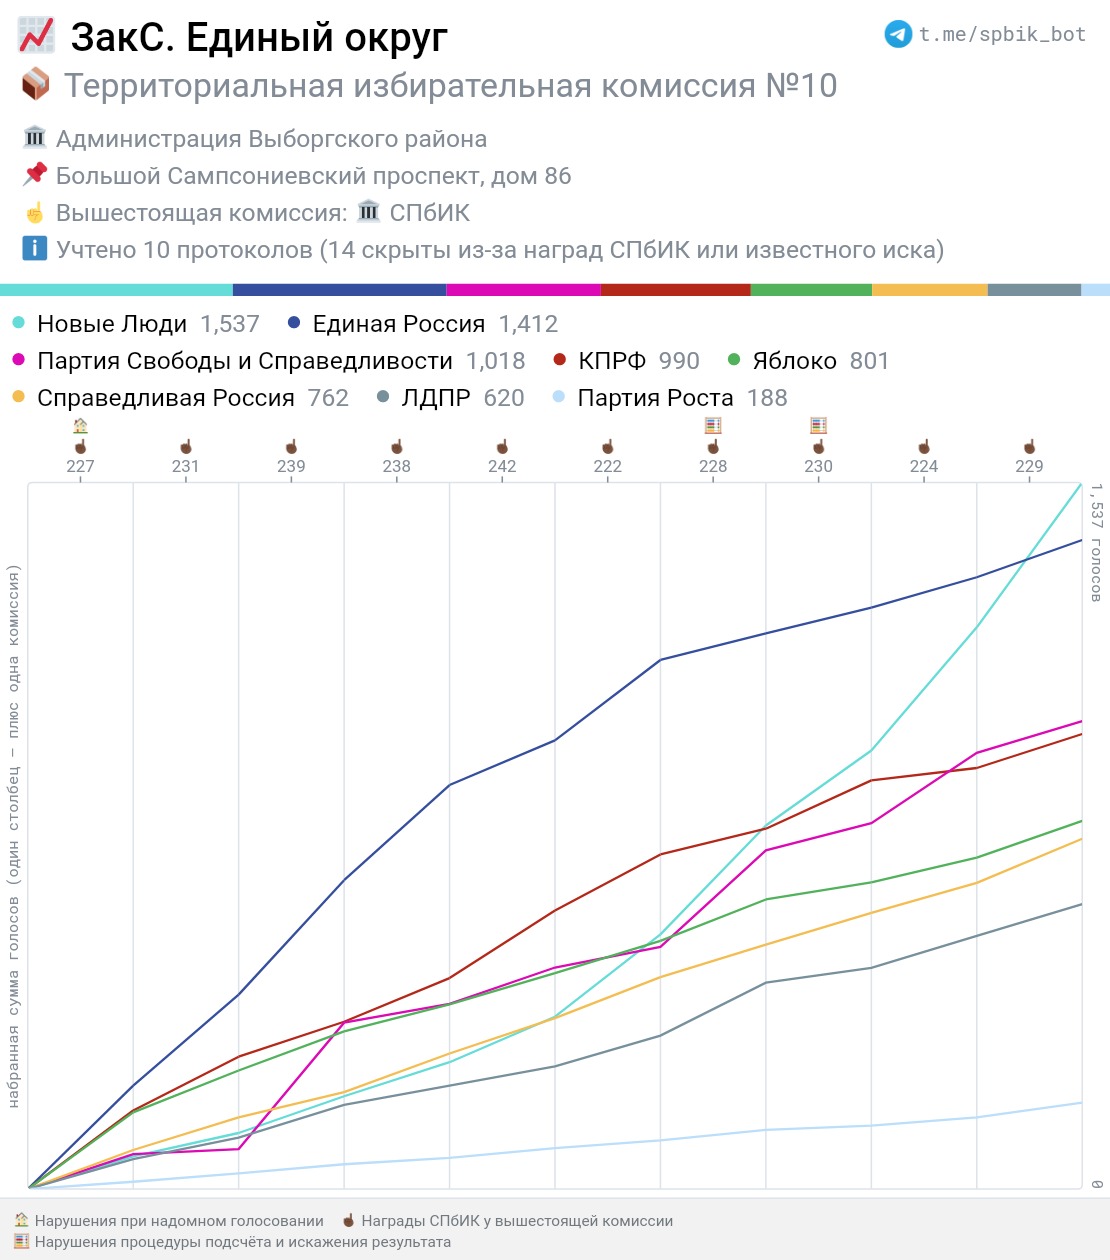 ЗакС. Единый округ
t.me/spbik_bot
Территориальная избирательная комиссия №10
Администрация Выборгского района
Большой Сампсониевский проспект, дом 86
Вышестоящая комиссия: СПбИК
Учтено 10 протоколов (14 скрыты из-за наград СПбИК или известного иска)
Новые Люди 1,537 Единая Россия 1,412
Партия Свободы и Справедливости 1,018 КПРФ 990 Яблоко 801
Справедливая Россия 762 ЛДПР 620 Партия Роста 188
227 231 239 238 242 222 228 230 224 229
1,537 голосов
набранная сумма голосов (один столбец — плюс одна комиссия)
0
Нарушения при надомном голосовании Награды СПбИК у вышестоящей комиссии
Нарушения процедуры подсчёта и искажения результата